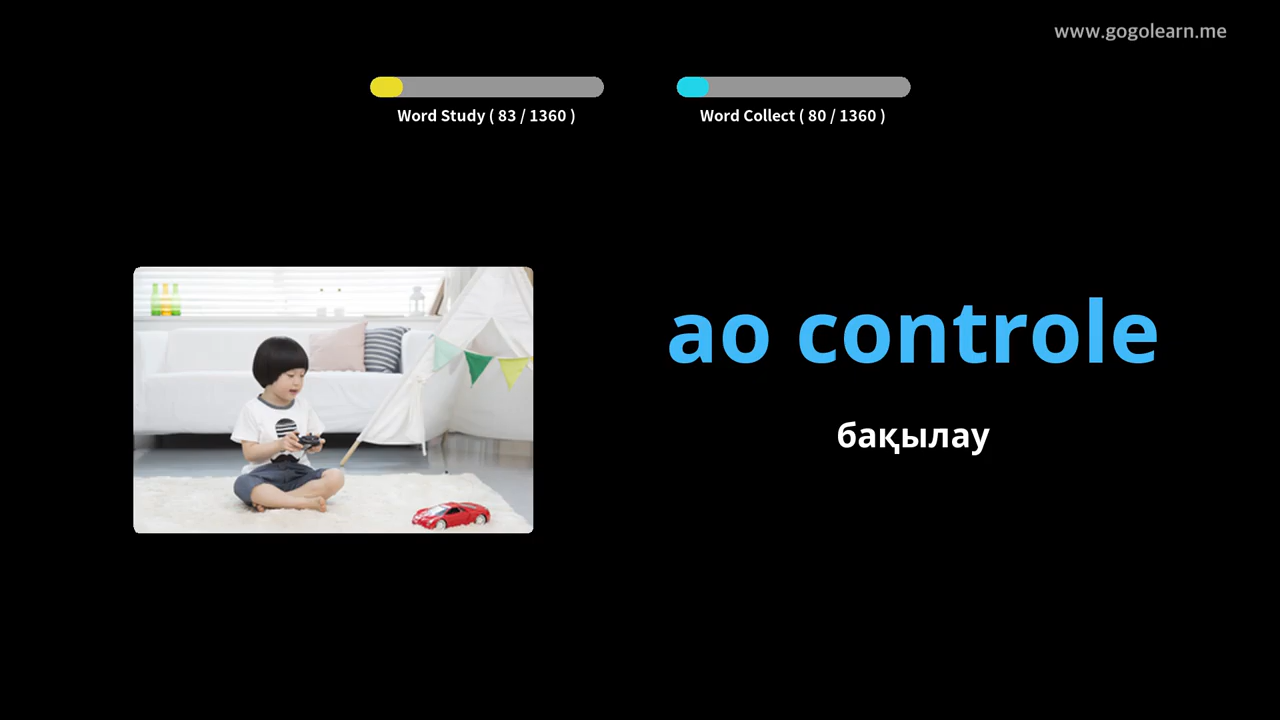 www.gogolearn.me
Word Study ( 83 / 1360 )
Word Collect ( 80 / 1360 )
ao controle
бақылау